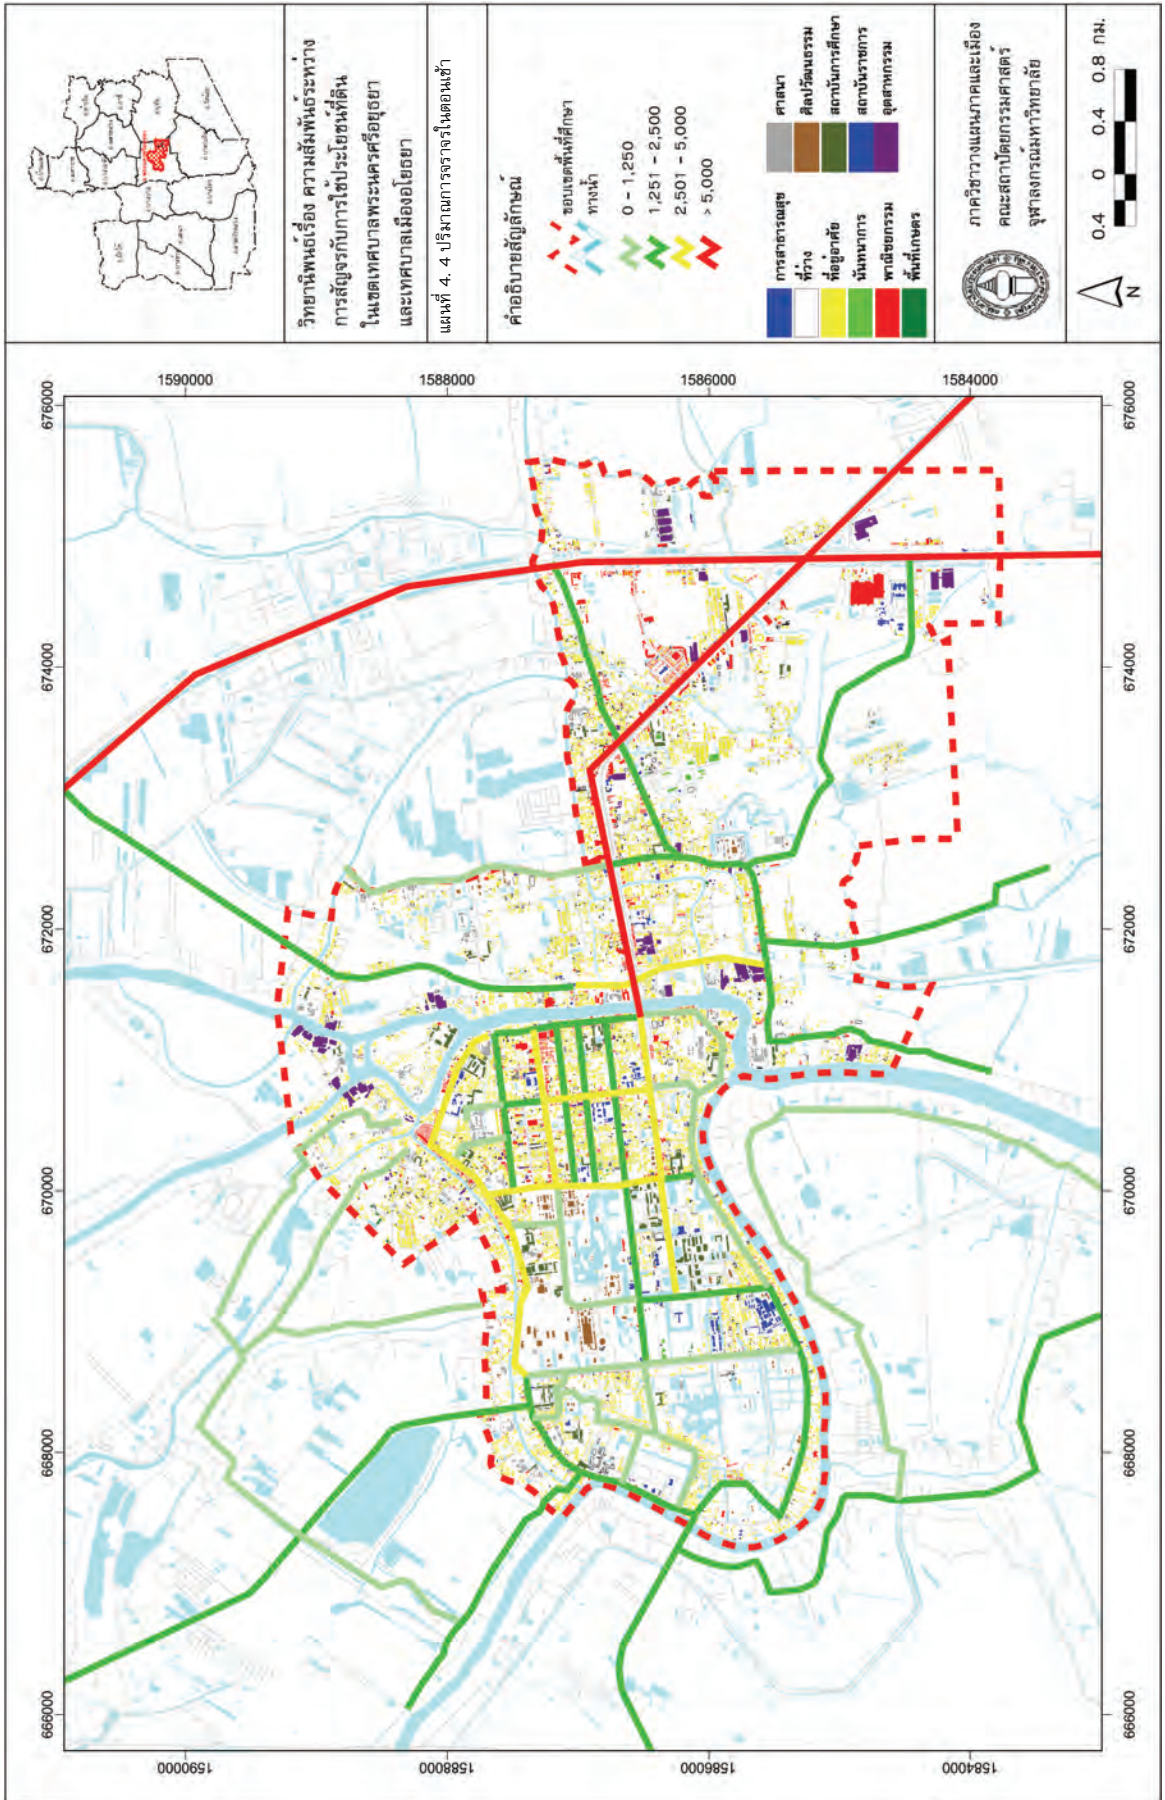 วิทยานิพนธ์เรื่อง ความสัมพันธ์ระหว่าง
การสัญจรกับการใช้ประโยชน์ที่ดิน
ในเขตเทศบาลพระนครศรีอยุธยา
และเทศบาลเมืองอโยธยา
แผนที่ 4. 4 ปริมาณการจราจรในตอนเช้า
คำอธิบายสัญลักษณ์
ขอบเขตพื้นที่ศึกษา
ทางน้ำ
0 - 1,250
1,251 - 2,500
2,501 - 5,000
> 5,000
การสาธารณสุข
ที่ว่าง
ที่อยู่อาศัย
นันทนาการ
พาณิชยกรรม
พื้นที่เกษตร
ศาสนา
ศิลปวัฒนธรรม
สถาบันการศึกษา
สถาบันราชการ
อุตสาหกรรม
ภาควิชาวางแผนภาคและเมือง
คณะสถาปัตยกรรมศาสตร์
จุฬาลงกรณ์มหาวิทยาลัย
N
0.4 0 0.4 0.8 กม.
666000 668000 670000 672000 674000 676000
1590000
1588000
1586000
1584000
1590000
1588000
1586000
1584000
666000 668000 670000 672000 674000 676000